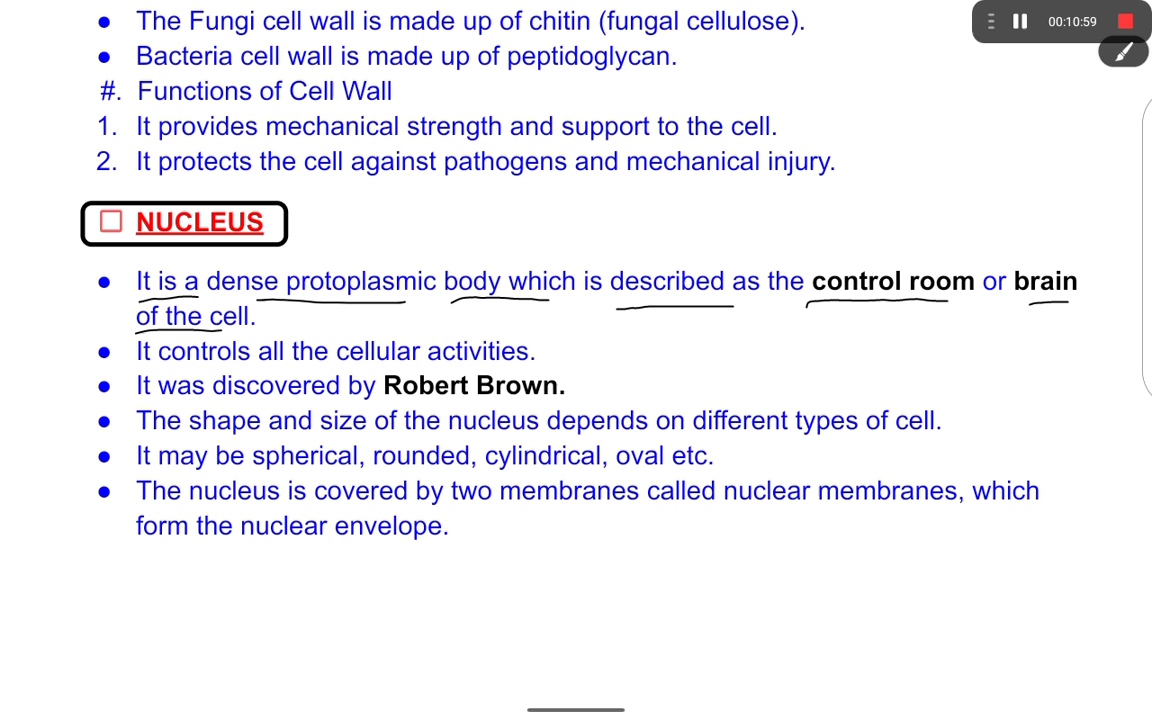 ● The Fungi cell wall is made up of chitin (fungal cellulose).
00:10:59
● Bacteria cell wall is made up of peptidoglycan.
#. Functions of Cell Wall
1. It provides mechanical strength and support to the cell.
2. It protects the cell against pathogens and mechanical injury.
☐ NUCLEUS
● It is a dense protoplasmic body which is described as the control room or brain
of the cell.
● It controls all the cellular activities.
● It was discovered by Robert Brown.
● The shape and size of the nucleus depends on different types of cell.
● It may be spherical, rounded, cylindrical, oval etc.
● The nucleus is covered by two membranes called nuclear membranes, which
form the nuclear envelope.